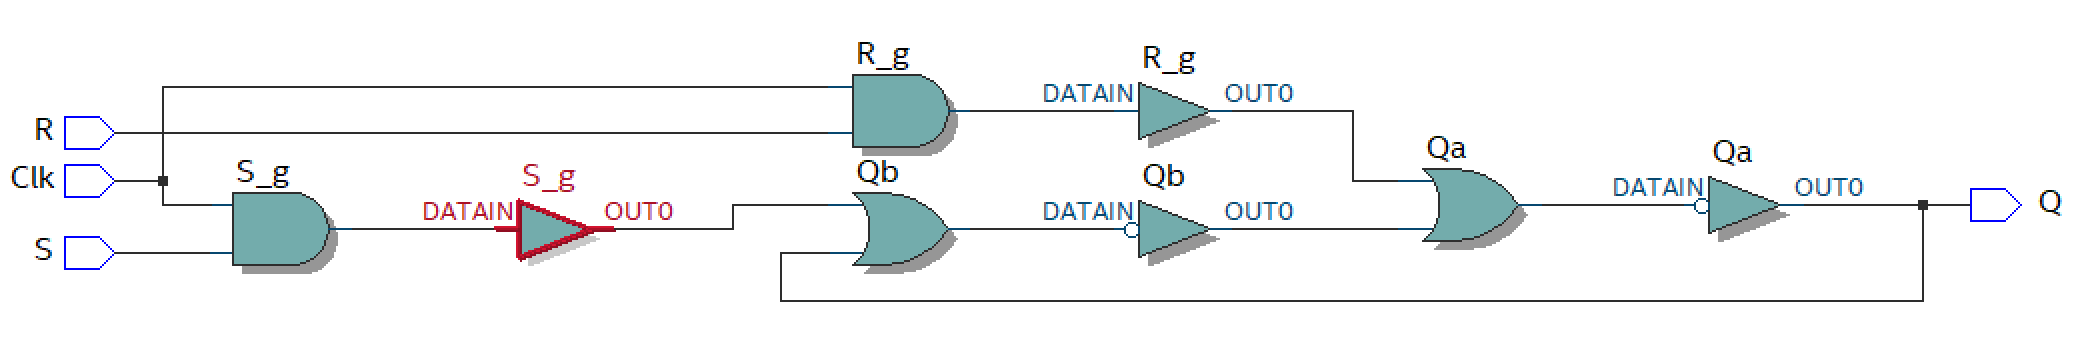 R_g
R_g
DATAIN
OUT0
R
Qa
Qa
Clk
S_g
S_g
Qb
Qb
DATAIN
OUT0
Q
DATAIN
OUT0
DATAIN
OUT0
S